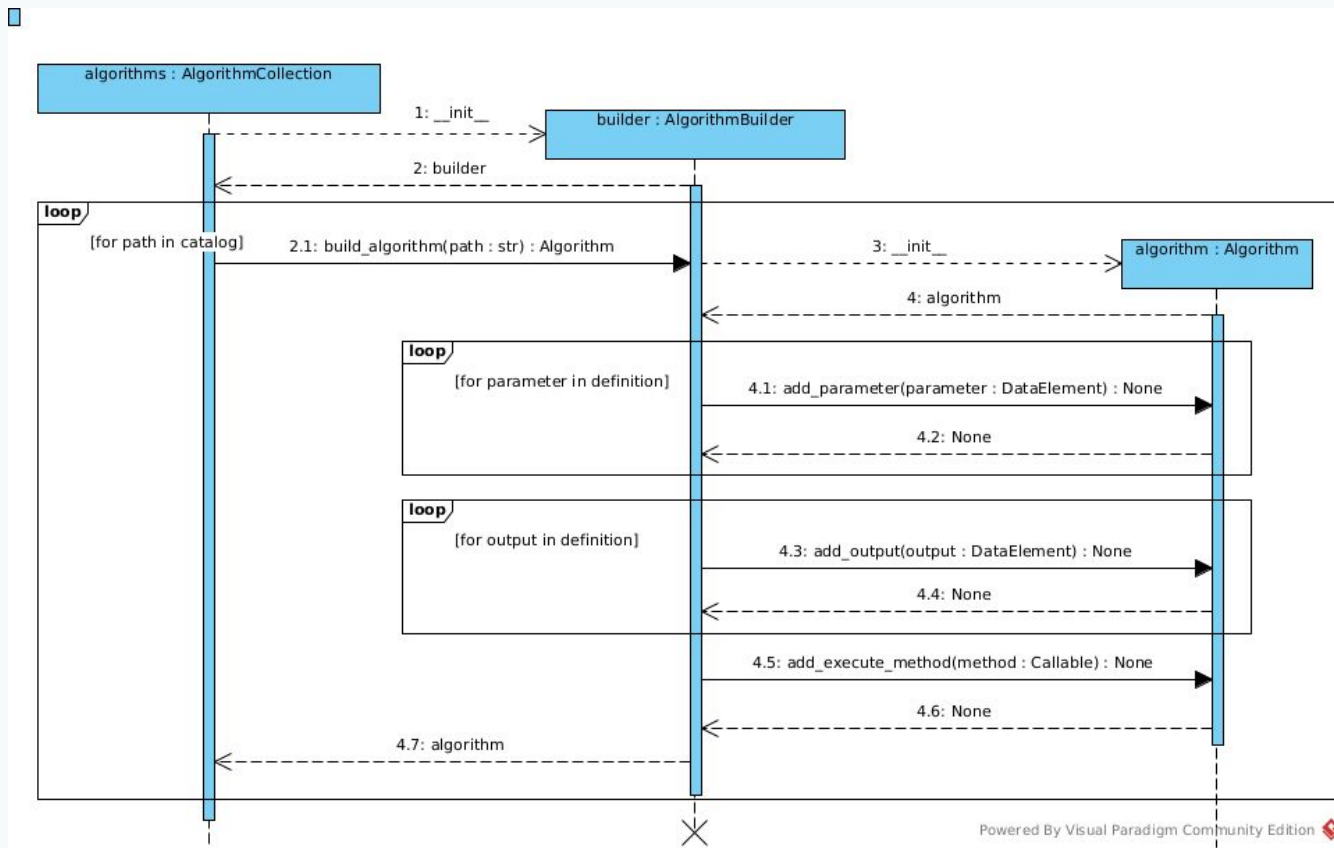 algorithms : AlgorithmCollection
1: __init__
builder : AlgorithmBuilder
2: builder
loop
[for path in catalog]
2.1: build_algorithm(path : str) : Algorithm
3: __init__
algorithm : Algorithm
4: algorithm
loop
[for parameter in definition]
4.1: add_parameter(parameter : DataElement) : None
4.2: None
loop
[for output in definition]
4.3: add_output(output : DataElement) : None
4.4: None
4.5: add_execute_method(method : Callable) : None
4.6: None
4.7: algorithm
Powered By Visual Paradigm Community Edition